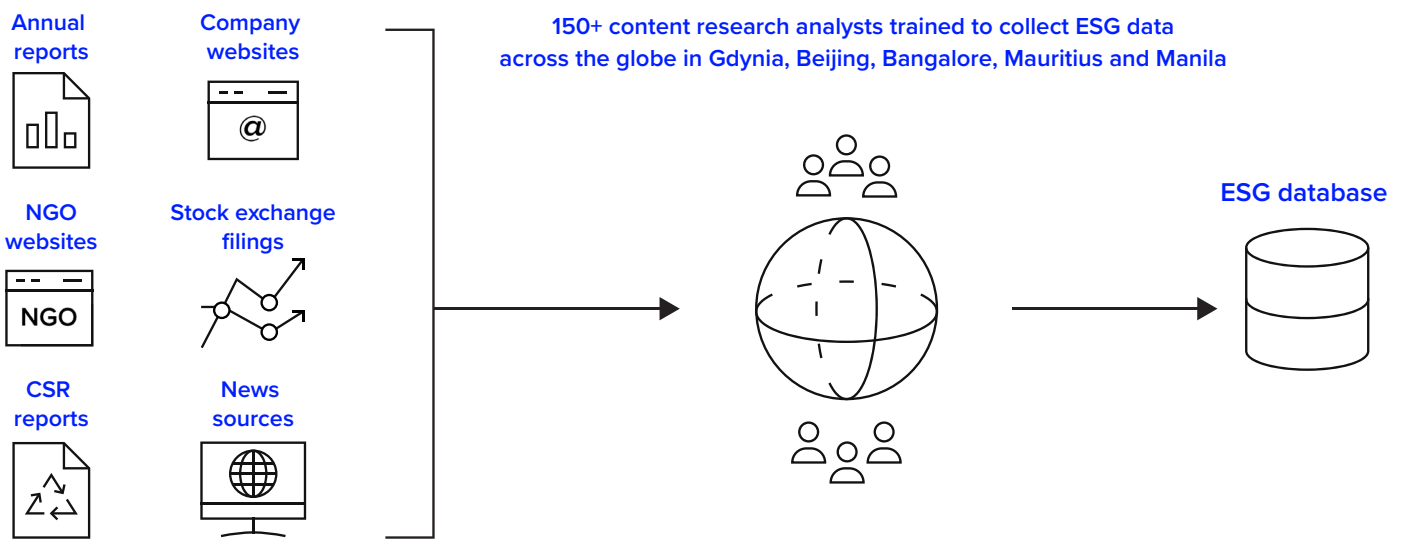 Annual
reports
Company
websites
150+ content research analysts trained to collect ESG data
across the globe in Gdynia, Beijing, Bangalore, Mauritius and Manila
@
NGO
websites
Stock exchange
filings
ESG database
NGO
CSR
reports
News
sources